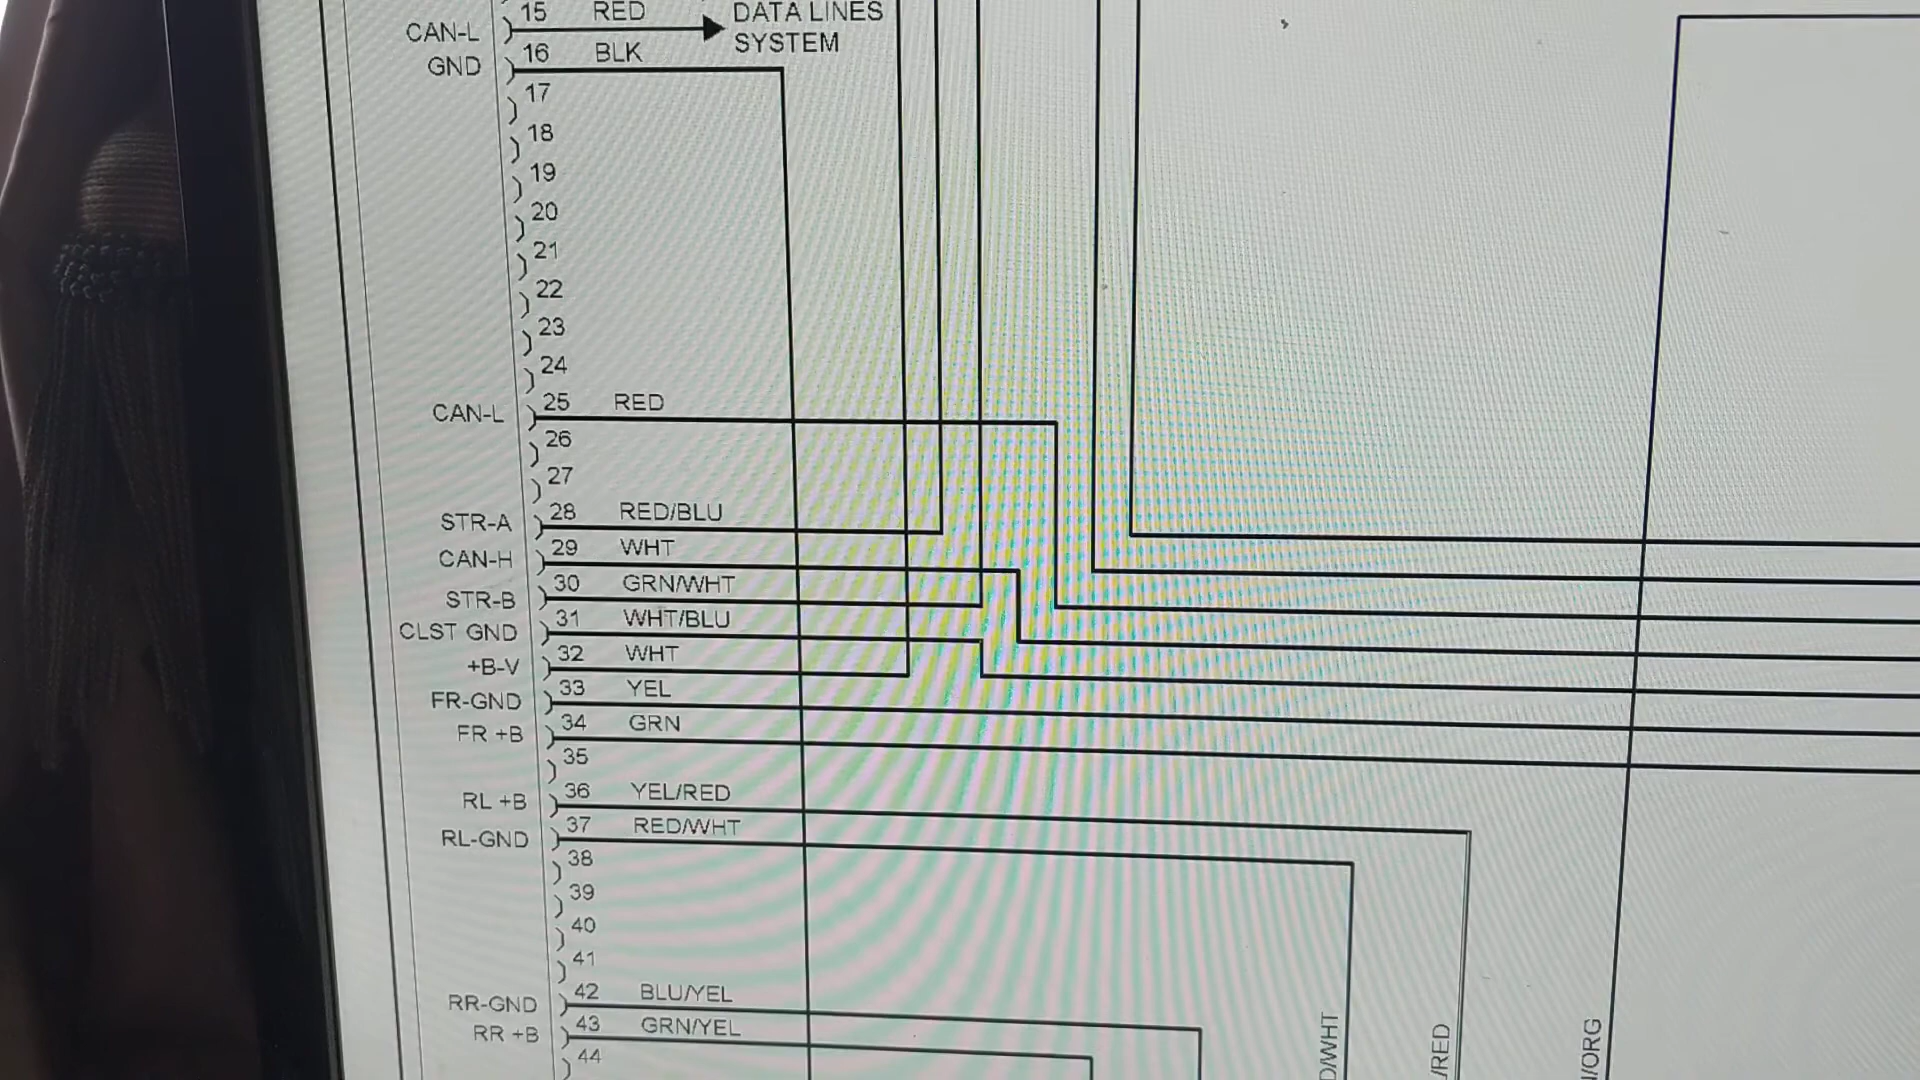 15 RED
CAN-L
DATA LINES
SYSTEM
16 BLK
GND
17
18
19
20
21
22
23
24
25 RED
CAN-L
26
27
28 RED/BLU
STR-A
29 WHT
CAN-H
30 GRN/WHT
STR-B
31 WHT/BLU
CLST GND
32 WHT
+B-V
33 YEL
FR-GND
34 GRN
FR +B
35
36 YEL/RED
RL +B
37 RED/WHT
RL-GND
38
39
40
41
42 BLU/YEL
RR-GND
43 GRN/YEL
RR +B
44
D/WHT
/RED
/ORG